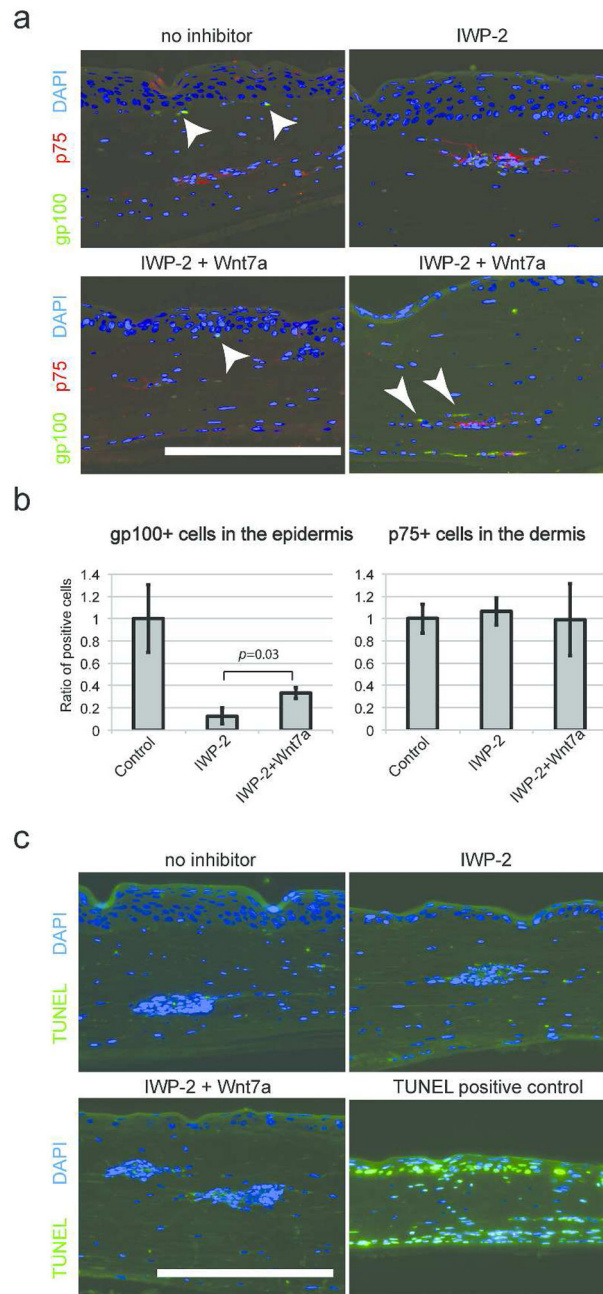 a
no inhibitor
IWP-2
gp100 p75 DAPI
IWP-2 + Wnt7a
IWP-2 + Wnt7a
gp100 p75 DAPI
b
gp100+ cells in the epidermis
p75+ cells in the dermis
Ratio of positive cells
1.4
1.2
1
0.8
0.6
0.4
0.2
0
p=0.03
Control
IWP-2
IWP-2+Wnt7a
1.4
1.2
1
0.8
0.6
0.4
0.2
0
Control
IWP-2
IWP-2+Wnt7a
c
no inhibitor
IWP-2
TUNEL DAPI
IWP-2 + Wnt7a
TUNEL positive control
TUNEL DAPI